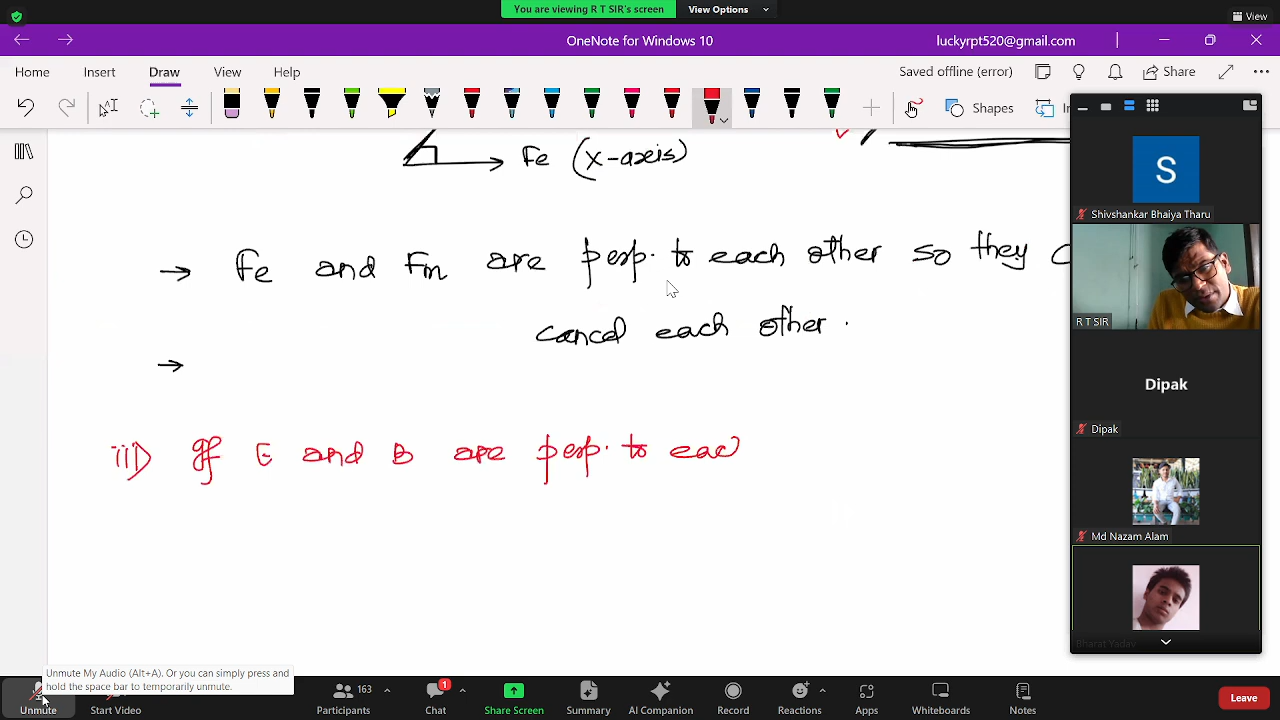 You are viewing R T SIR's screen
View Options
View
OneNote for Windows 10
luckyrpt520@gmail.com
Home Insert Draw View Help
Saved offline (error)
Share
Shapes
In
Fe (X-axis)
→ Fe and Fm are perp. to each other so they c
cancel each other.
→
iii) If E and B are perp. to eac
S
Shivshankar Bhaiya Tharu
R T SIR
Dipak
Dipak
Md Nazam Alam
Bharat Yadav
Unmute My Audio (Alt+A). Or you can simply press and
hold the space bar to temporarily unmute.
163
1
Unmute Start Video Participants Chat Share Screen Summary AI Companion Record Reactions Apps Whiteboards Notes
Leave